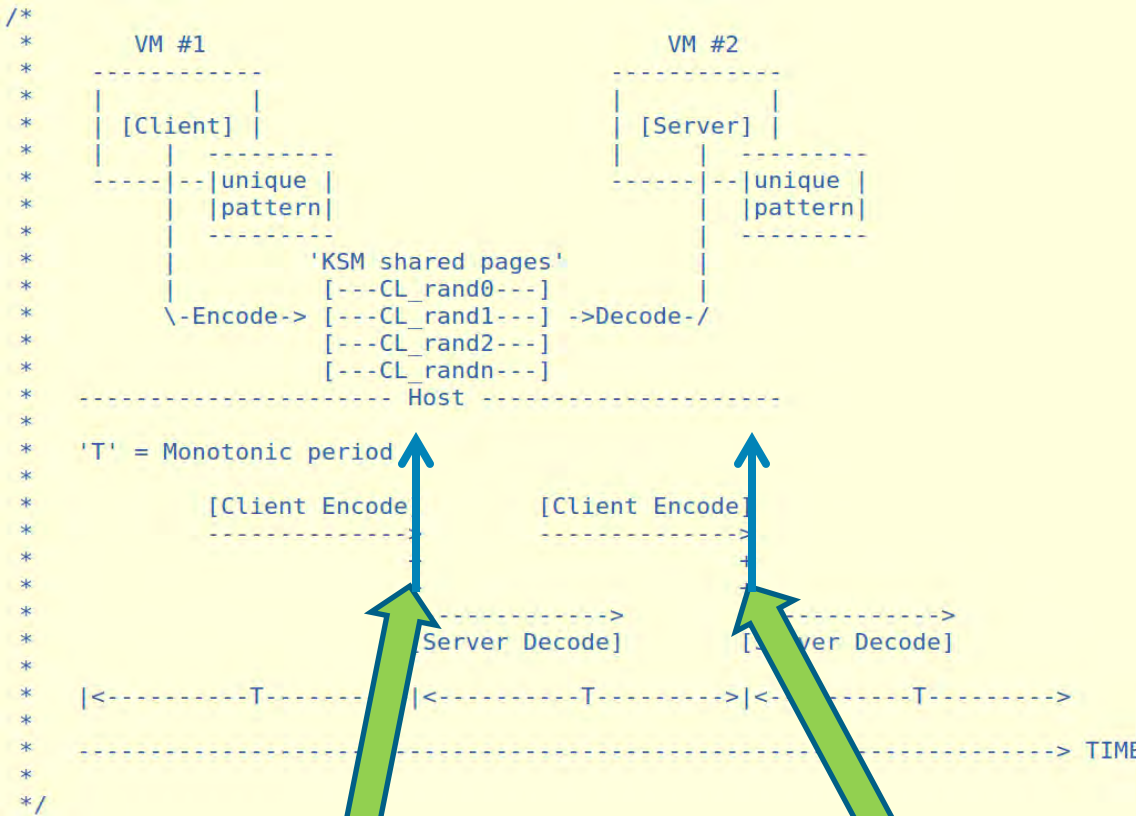 /*
 *       VM #1                                VM #2
 *    ------------                        ------------
 *    |          |                        |          |
 *    | [Client] |                        | [Server] |
 *    |    |  ---------                   |     |  ---------
 *    -----|--|unique |                   ------|--|unique |
 *         |  |pattern|                         |  |pattern|
 *         |  ---------                         |  ---------
 *         |         'KSM shared pages'         |
 *         |          [---CL_rand0---]          |
 *         \-Encode-> [---CL_rand1---] ->Decode-/
 *                    [---CL_rand2---]
 *                    [---CL_randn---]
 *   ------------------------ Host ---------------------
 *
 *   'T' = Monotonic period
 *
 *            [Client Encode]        [Client Encode]
 *            -------------->        -------------->
 *                                                 +
 *                                                 +
 *                          ------------->         ----------->
 *                          [Server Decode]        [Server Decode]
 *
 *   |<----------T-------    |<----------T--------->|<----------T--------->
 *
 *   --------------------------------------------------------------------> TIME
 *
 */